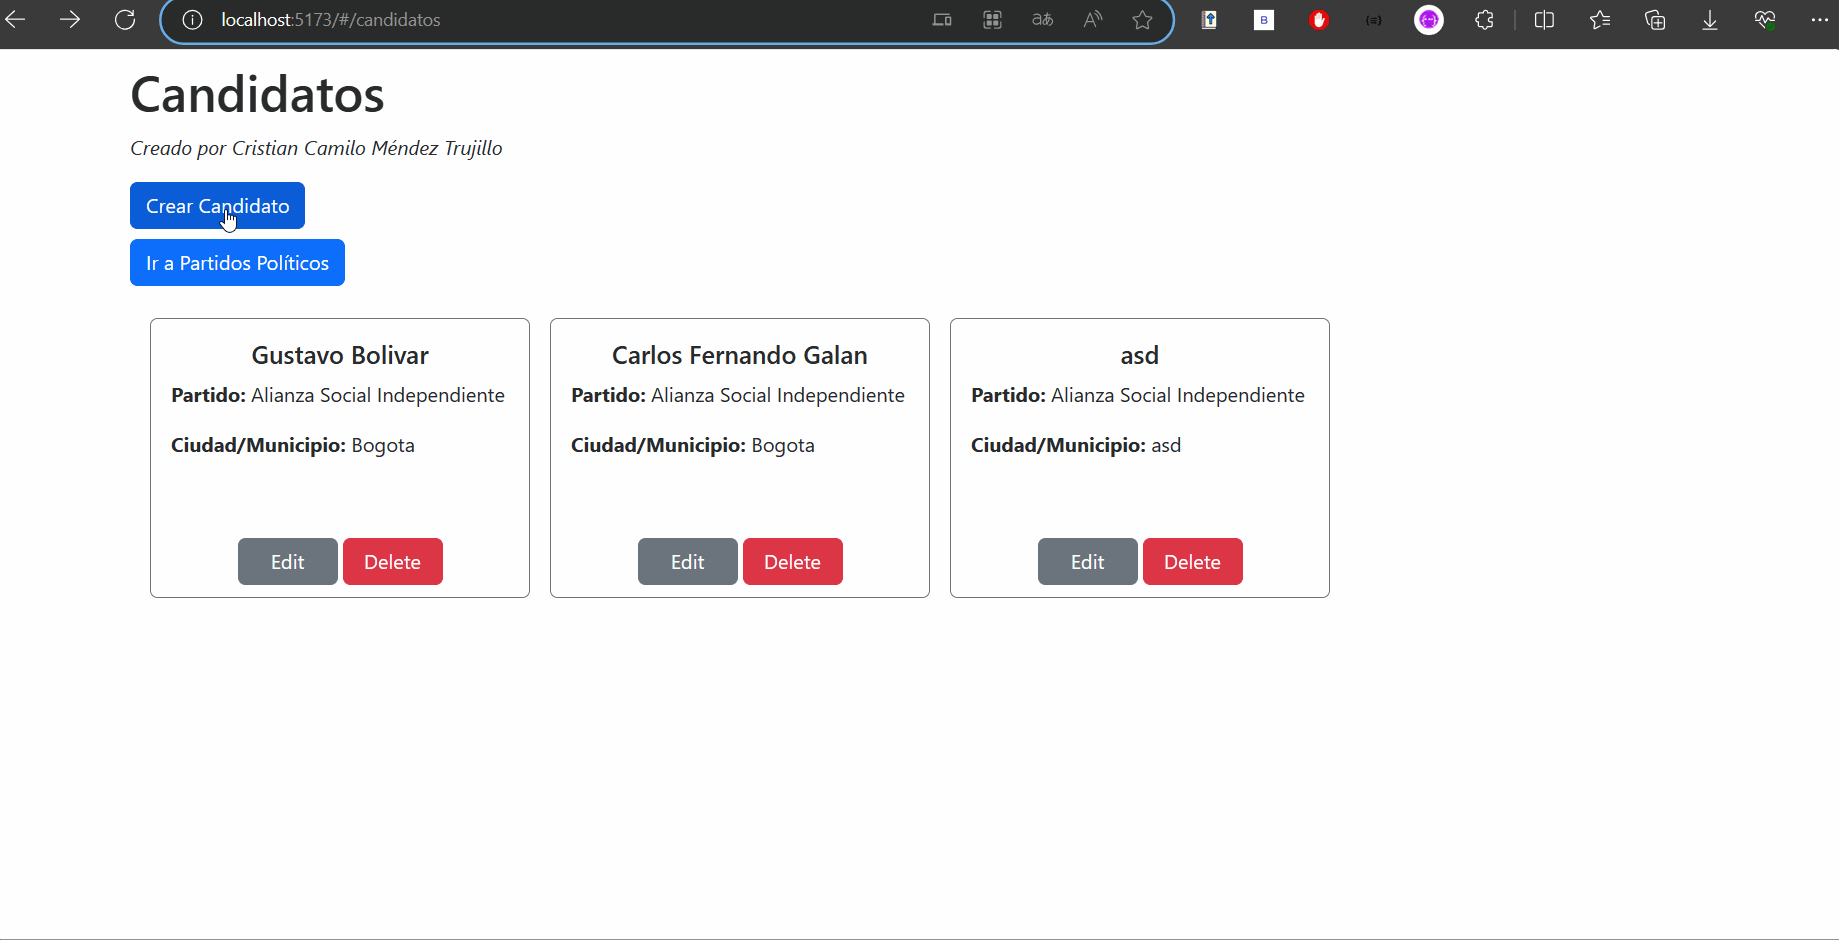 localhost:5173/#/candidatos
Candidatos
Creado por Cristian Camilo Méndez Trujillo
Crear Candidato
Ir a Partidos Políticos
Gustavo Bolivar
Partido: Alianza Social Independiente
Ciudad/Municipio: Bogota
Edit Delete
Carlos Fernando Galan
Partido: Alianza Social Independiente
Ciudad/Municipio: Bogota
Edit Delete
asd
Partido: Alianza Social Independiente
Ciudad/Municipio: asd
Edit Delete